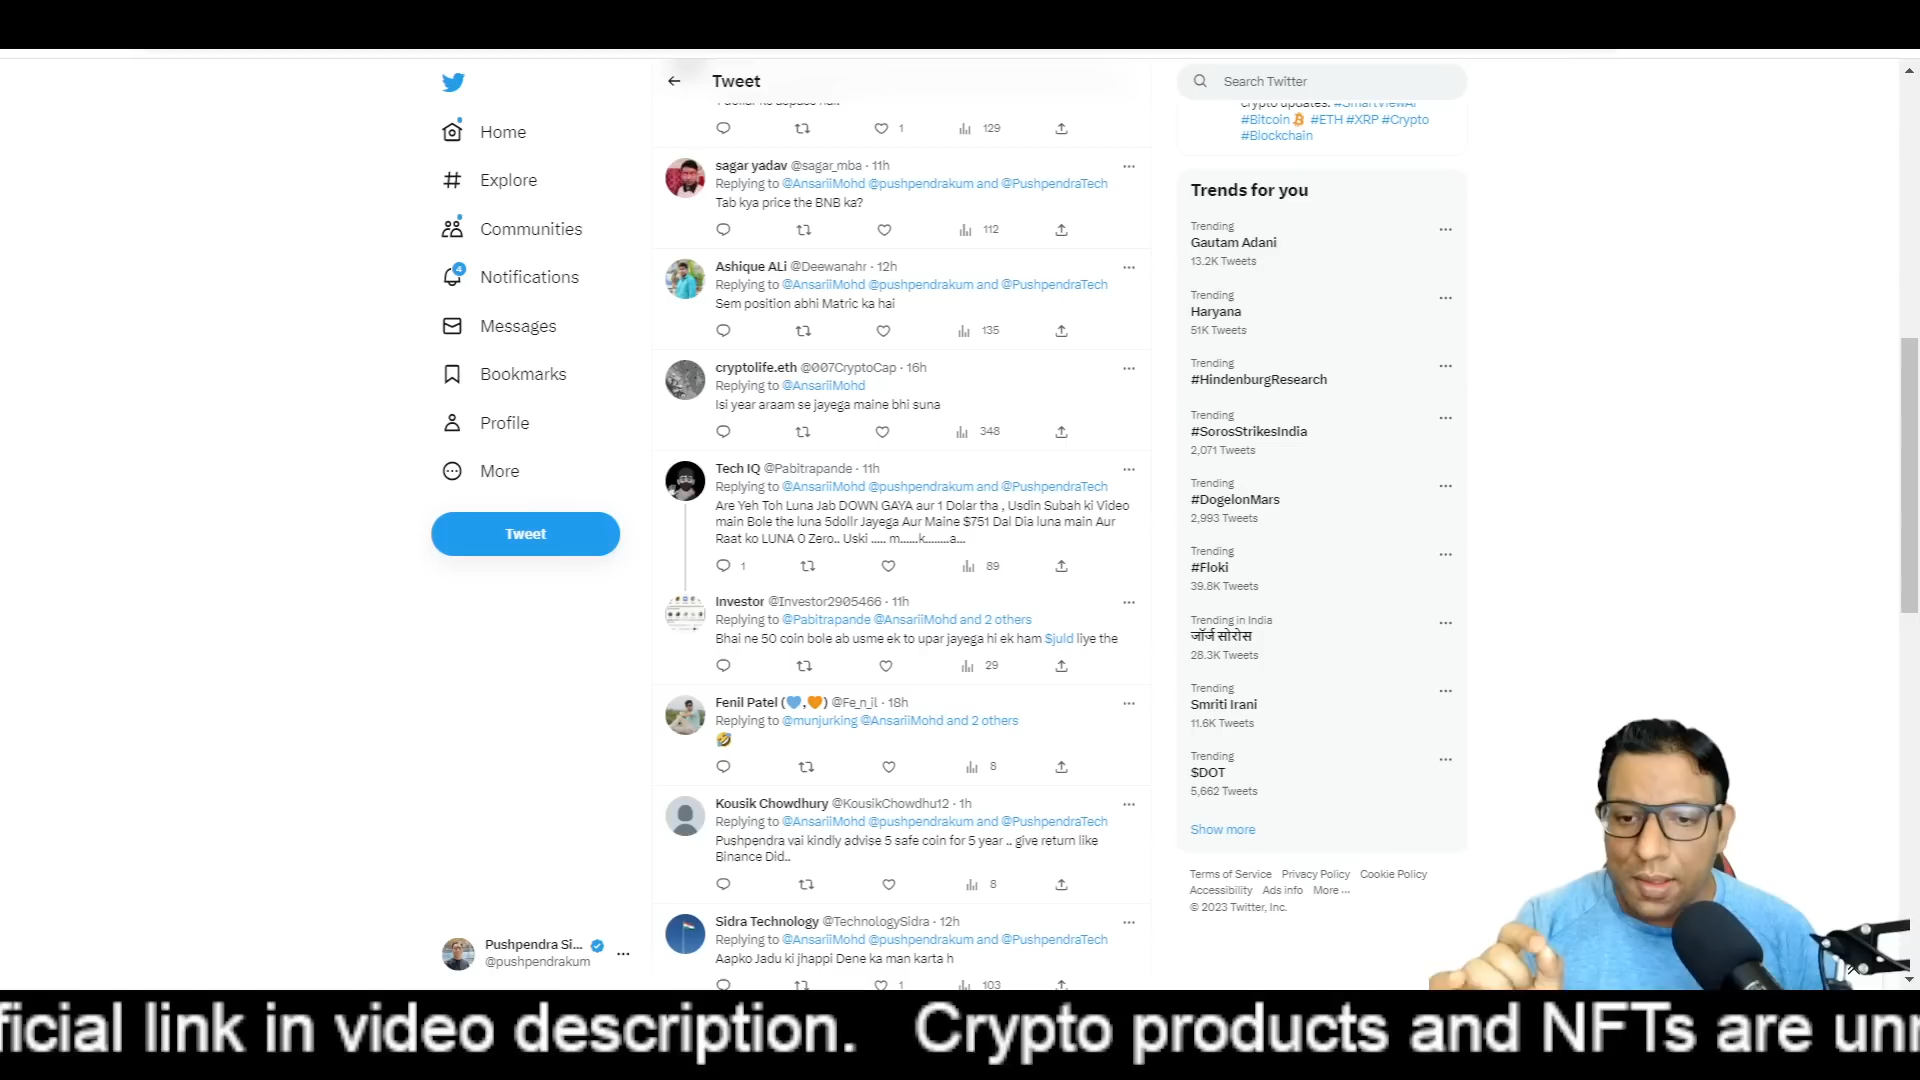 Home
Explore
Communities
4
Notifications
Messages
Bookmarks
Profile
More
Tweet
Pushpendra Si...
@pushpendrakum
Tweet
1 129
sagar yadav @sagar_mba · 11h
Replying to @AnsariiMohd @pushpendrakum and @PushpendraTech
Tab kya price the BNB ka?
112
Ashique ALi @Deewanahr · 12h
Replying to @AnsariiMohd @pushpendrakum and @PushpendraTech
Sem position abhi Matric ka hai
135
cryptolife.eth @007CryptoCap · 16h
Replying to @AnsariiMohd
Isi year araam se jayega maine bhi suna
348
Tech IQ @Pabitrapande · 11h
Replying to @AnsariiMohd @pushpendrakum and @PushpendraTech
Are Yeh Toh Luna Jab DOWN GAYA aur 1 Dolar tha , Usdin Subah ki Video
main Bole the luna 5dollr Jayega Aur Maine $751 Dal Dia luna main Aur
Raat ko LUNA 0 Zero.. Uski ..... m......k........a...
1 89
Investor @Investor2905466 · 11h
Replying to @Pabitrapande @AnsariiMohd and 2 others
Bhai ne 50 coin bole ab usme ek to upar jayega hi ek ham $juld liye the
29
Fenil Patel (💙,🧡) @Fe_n_il · 18h
Replying to @munjurking @AnsariiMohd and 2 others
🤣
8
Kousik Chowdhury @KousikChowdhu12 · 1h
Replying to @AnsariiMohd @pushpendrakum and @PushpendraTech
Pushpendra vai kindly advise 5 safe coin for 5 year .. give return like
Binance Did..
8
Sidra Technology @TechnologySidra · 12h
Replying to @AnsariiMohd @pushpendrakum and @PushpendraTech
Aapko Jadu ki jhappi Dene ka man karta h
1 103
Search Twitter
crypto updates. #SmartViewAI
#Bitcoin #ETH #XRP #Crypto
#Blockchain
Trends for you
Trending
Gautam Adani
13.2K Tweets
Trending
Haryana
51K Tweets
Trending
#HindenburgResearch
Trending
#SorosStrikesIndia
2,071 Tweets
Trending
#DogelonMars
2,993 Tweets
Trending
#Floki
39.8K Tweets
Trending in India
जॉर्ज सोरोस
28.3K Tweets
Trending
Smriti Irani
11.6K Tweets
Trending
$DOT
5,662 Tweets
Show more
Terms of Service Privacy Policy Cookie Policy
Accessibility Ads info More ...
© 2023 Twitter, Inc.
ficial link in video description. Crypto products and NFTs are unr